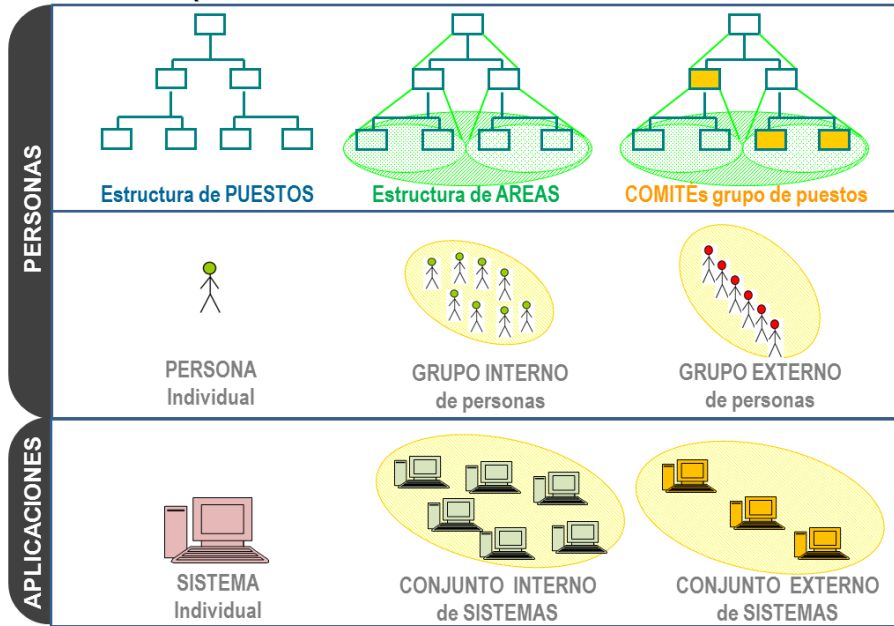 PERSONAS
Estructura de PUESTOS
Estructura de AREAS
COMITEs grupo de puestos
PERSONA
Individual
GRUPO INTERNO
de personas
GRUPO EXTERNO
de personas
APLICACIONES
SISTEMA
Individual
CONJUNTO INTERNO
de SISTEMAS
CONJUNTO EXTERNO
de SISTEMAS